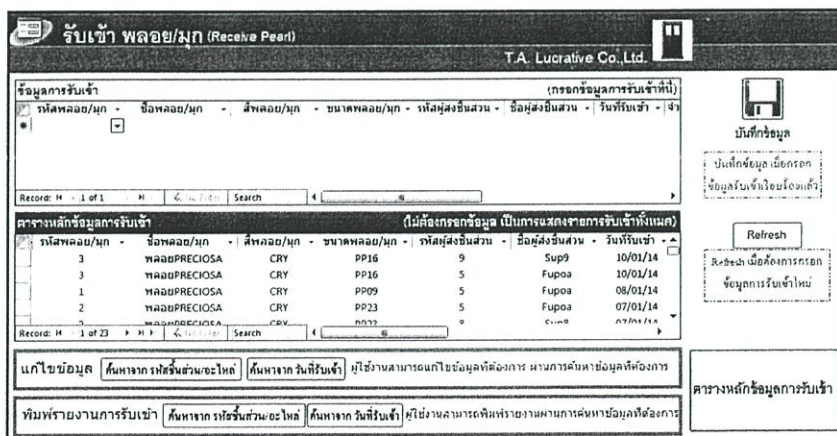 รับเข้า พลอย/มุก (Receive Pearl)
T.A. Lucrative Co.,Ltd.
ข้อมูลการรับเข้า (กรอกข้อมูลการรับเข้าที่นี่)
รหัสพลอย/มุก ชื่อพลอย/มุก สีพลอย/มุก ขนาดพลอย/มุก รหัสผู้ส่งชิ้นส่วน ชื่อผู้ส่งชิ้นส่วน วันที่รับเข้า จำ
Record: 1 of 1 No Filter Search
บันทึกข้อมูล
บันทึกข้อมูล เมื่อกรอก
ข้อมูลรับเข้าเรียบร้อยแล้ว
ตารางหลักข้อมูลการรับเข้า (ไม่ต้องกรอกข้อมูล เป็นการแสดงรายการรับเข้าทั้งหมด)
รหัสพลอย/มุก ชื่อพลอย/มุก สีพลอย/มุก ขนาดพลอย/มุก รหัสผู้ส่งชิ้นส่วน ชื่อผู้ส่งชิ้นส่วน วันที่รับเข้า
3 พลอยPRECIOSA CRY PP16 9 Sup9 10/01/14
3 พลอยPRECIOSA CRY PP16 5 Fupoa 10/01/14
1 พลอยPRECIOSA CRY PP09 5 Fupoa 08/01/14
2 พลอยPRECIOSA CRY PP23 5 Fupoa 07/01/14
2 พลอยPRECIOSA CRY PP23 Sup9 07/01/14
Record: 1 of 23 No Filter Search
Refresh
Refresh เมื่อต้องการกรอก
ข้อมูลการรับเข้าใหม่
แก้ไขข้อมูล ค้นหาจาก รหัสชิ้นส่วน/อะไหล่ ค้นหาจาก วันที่รับเข้า ผู้ใช้งานสามารถแก้ไขข้อมูลที่ต้องการ ผ่านการค้นหาข้อมูลที่ต้องการ
พิมพ์รายงานการรับเข้า ค้นหาจาก รหัสชิ้นส่วน/อะไหล่ ค้นหาจาก วันที่รับเข้า ผู้ใช้งานสามารถพิมพ์รายงานผ่านการค้นหาข้อมูลที่ต้องการ
ตารางหลักข้อมูลการรับเข้า